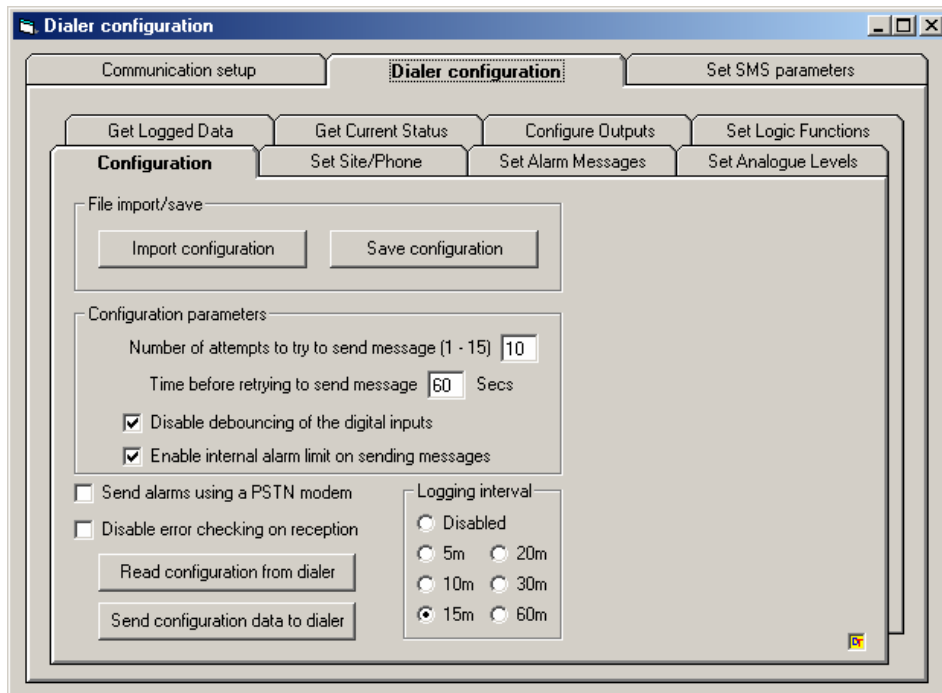 Dialer configuration
Communication setup
Dialer configuration
Set SMS parameters
Get Logged Data
Get Current Status
Configure Outputs
Set Logic Functions
Configuration
Set Site/Phone
Set Alarm Messages
Set Analogue Levels
File import/save
Import configuration
Save configuration
Configuration parameters
Number of attempts to try to send message (1 - 15) 10
Time before retrying to send message 60 Secs
Disable debouncing of the digital inputs
Enable internal alarm limit on sending messages
Send alarms using a PSTN modem
Disable error checking on reception
Read configuration from dialer
Send configuration data to dialer
Logging interval
Disabled
5m 20m
10m 30m
15m 60m